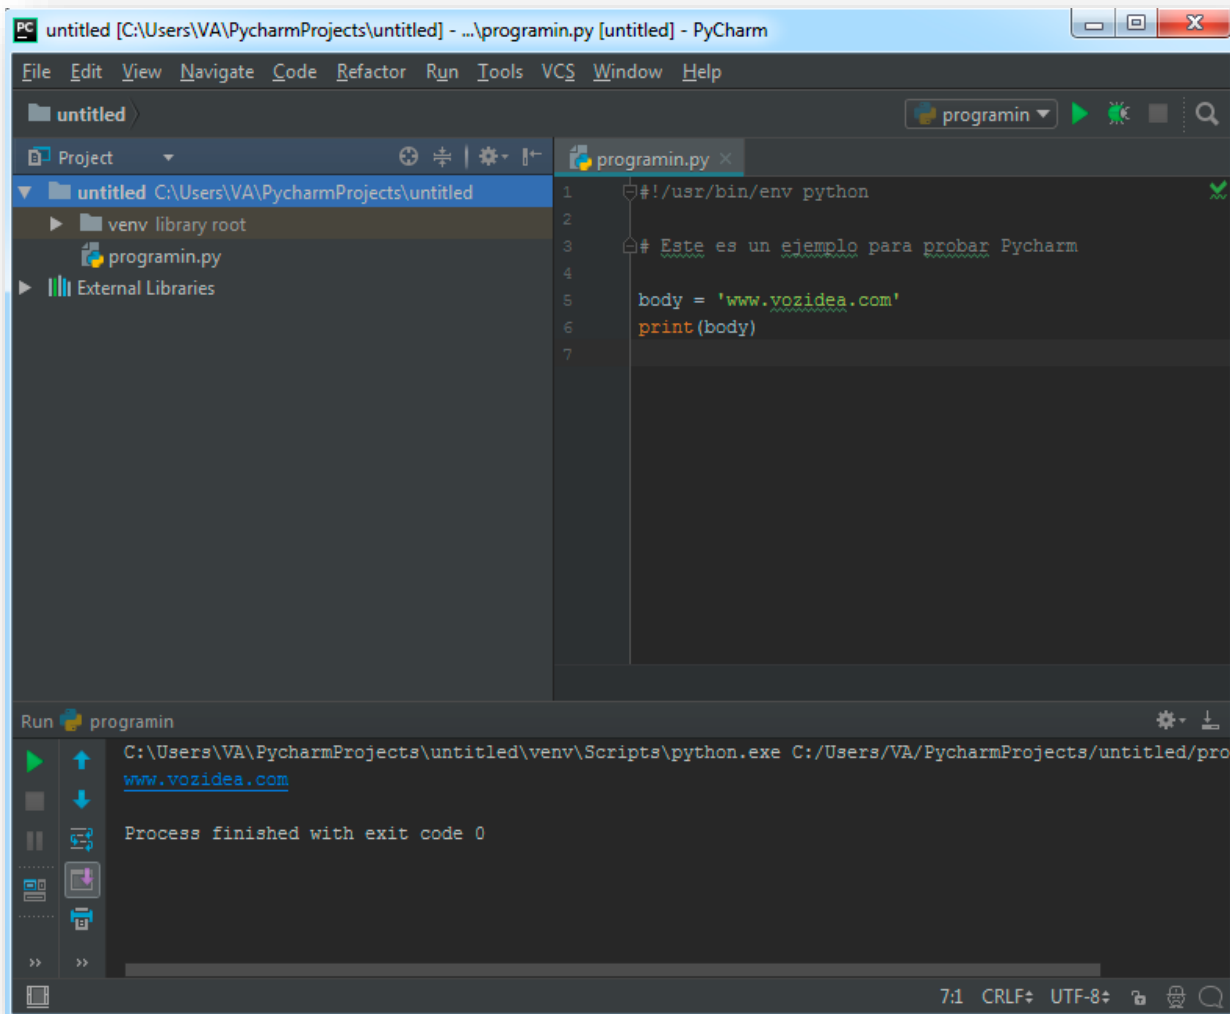 untitled [C:\Users\VA\PycharmProjects\untitled] - ...\programin.py [untitled] - PyCharm
File Edit View Navigate Code Refactor Run Tools VCS Window Help
untitled
programin
Project
programin.py
untitled C:\Users\VA\PycharmProjects\untitled
venv library root
programin.py
External Libraries
1 #!/usr/bin/env python
2
3 # Este es un ejemplo para probar Pycharm
4
5 body = 'www.vozidea.com'
6 print(body)
7
Run programin
C:\Users\VA\PycharmProjects\untitled\venv\Scripts\python.exe C:/Users/VA/PycharmProjects/untitled/pro
www.vozidea.com
Process finished with exit code 0
7:1 CRLF UTF-8